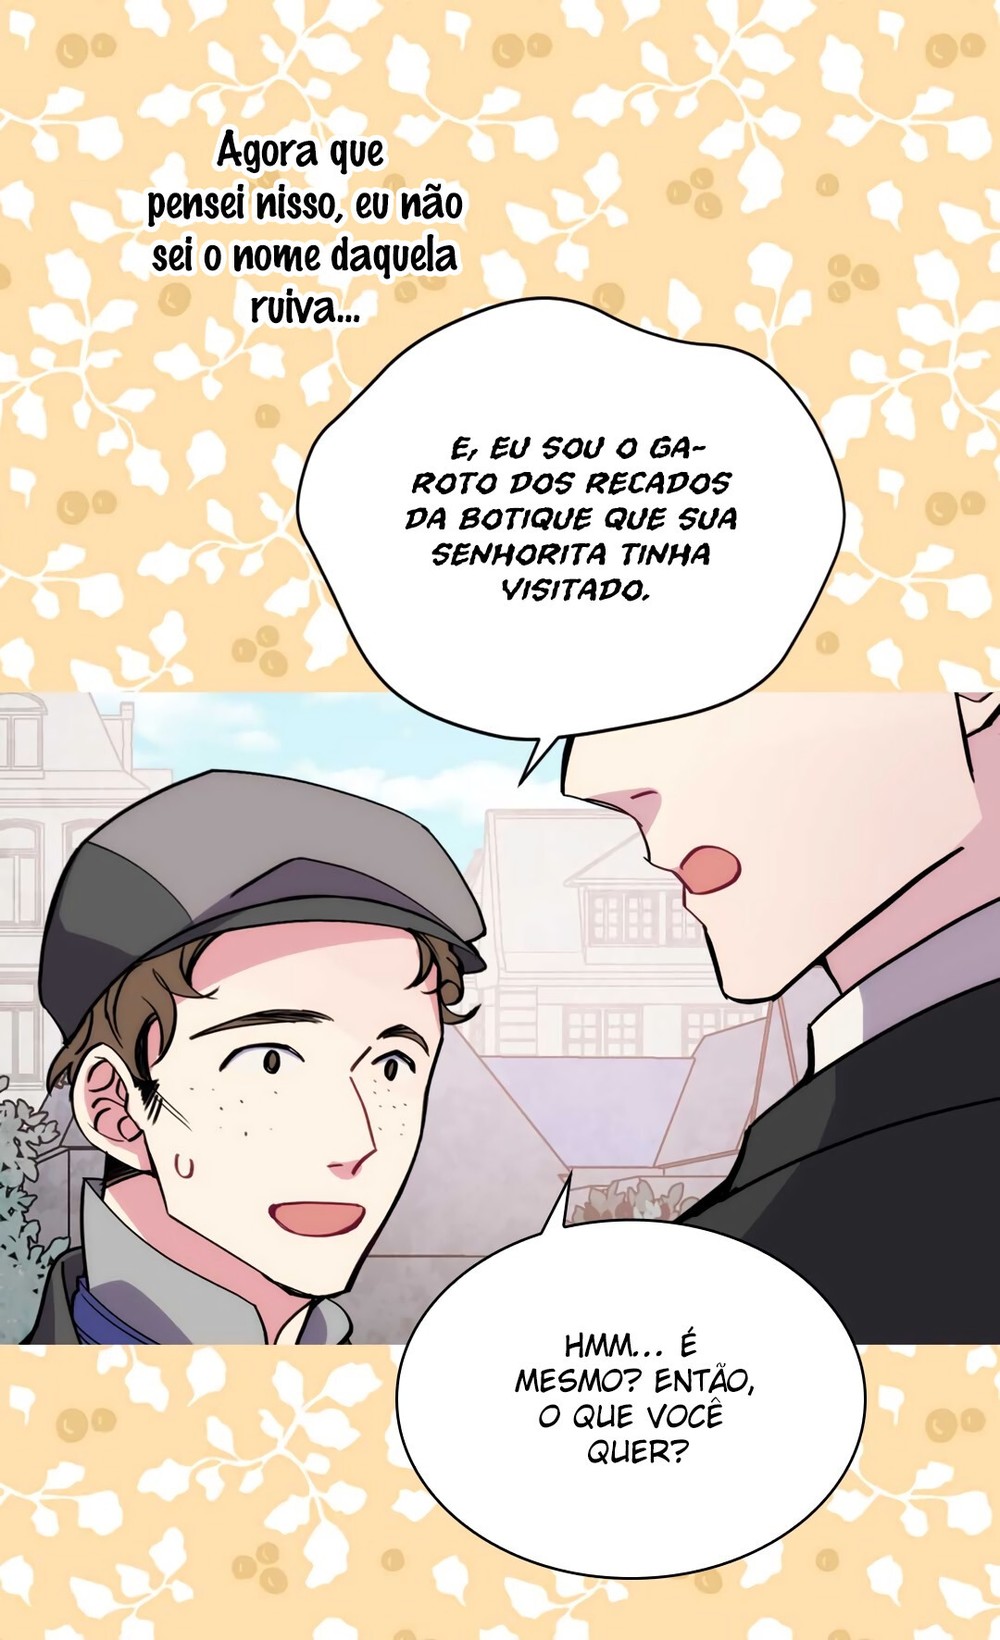 Agora que
pensei nisso, eu não
sei o nome daquela
ruiva...
E, EU SOU O GA-
ROTO DOS RECADOS
DA BOTIQUE QUE SUA
SENHORITA TINHA
VISITADO.
HMM... É
MESMO? ENTÃO,
O QUE VOCÊ
QUER?